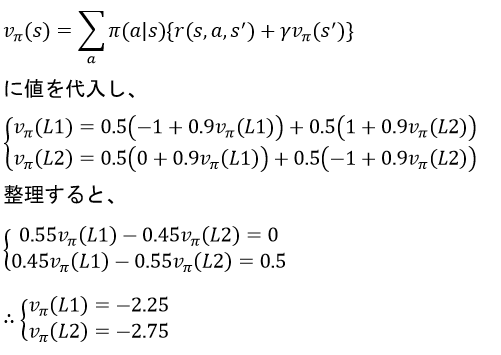 v_π(s) = ∑_a π(a|s){r(s, a, s′) + γv_π(s′)}
に値を代入し、
{v_π(L1) = 0.5(−1 + 0.9v_π(L1)) + 0.5(1 + 0.9v_π(L2))
v_π(L2) = 0.5(0 + 0.9v_π(L1)) + 0.5(−1 + 0.9v_π(L2))
整理すると、
{0.55v_π(L1) − 0.45v_π(L2) = 0
0.45v_π(L1) − 0.55v_π(L2) = 0.5
∴ {v_π(L1) = −2.25
v_π(L2) = −2.75